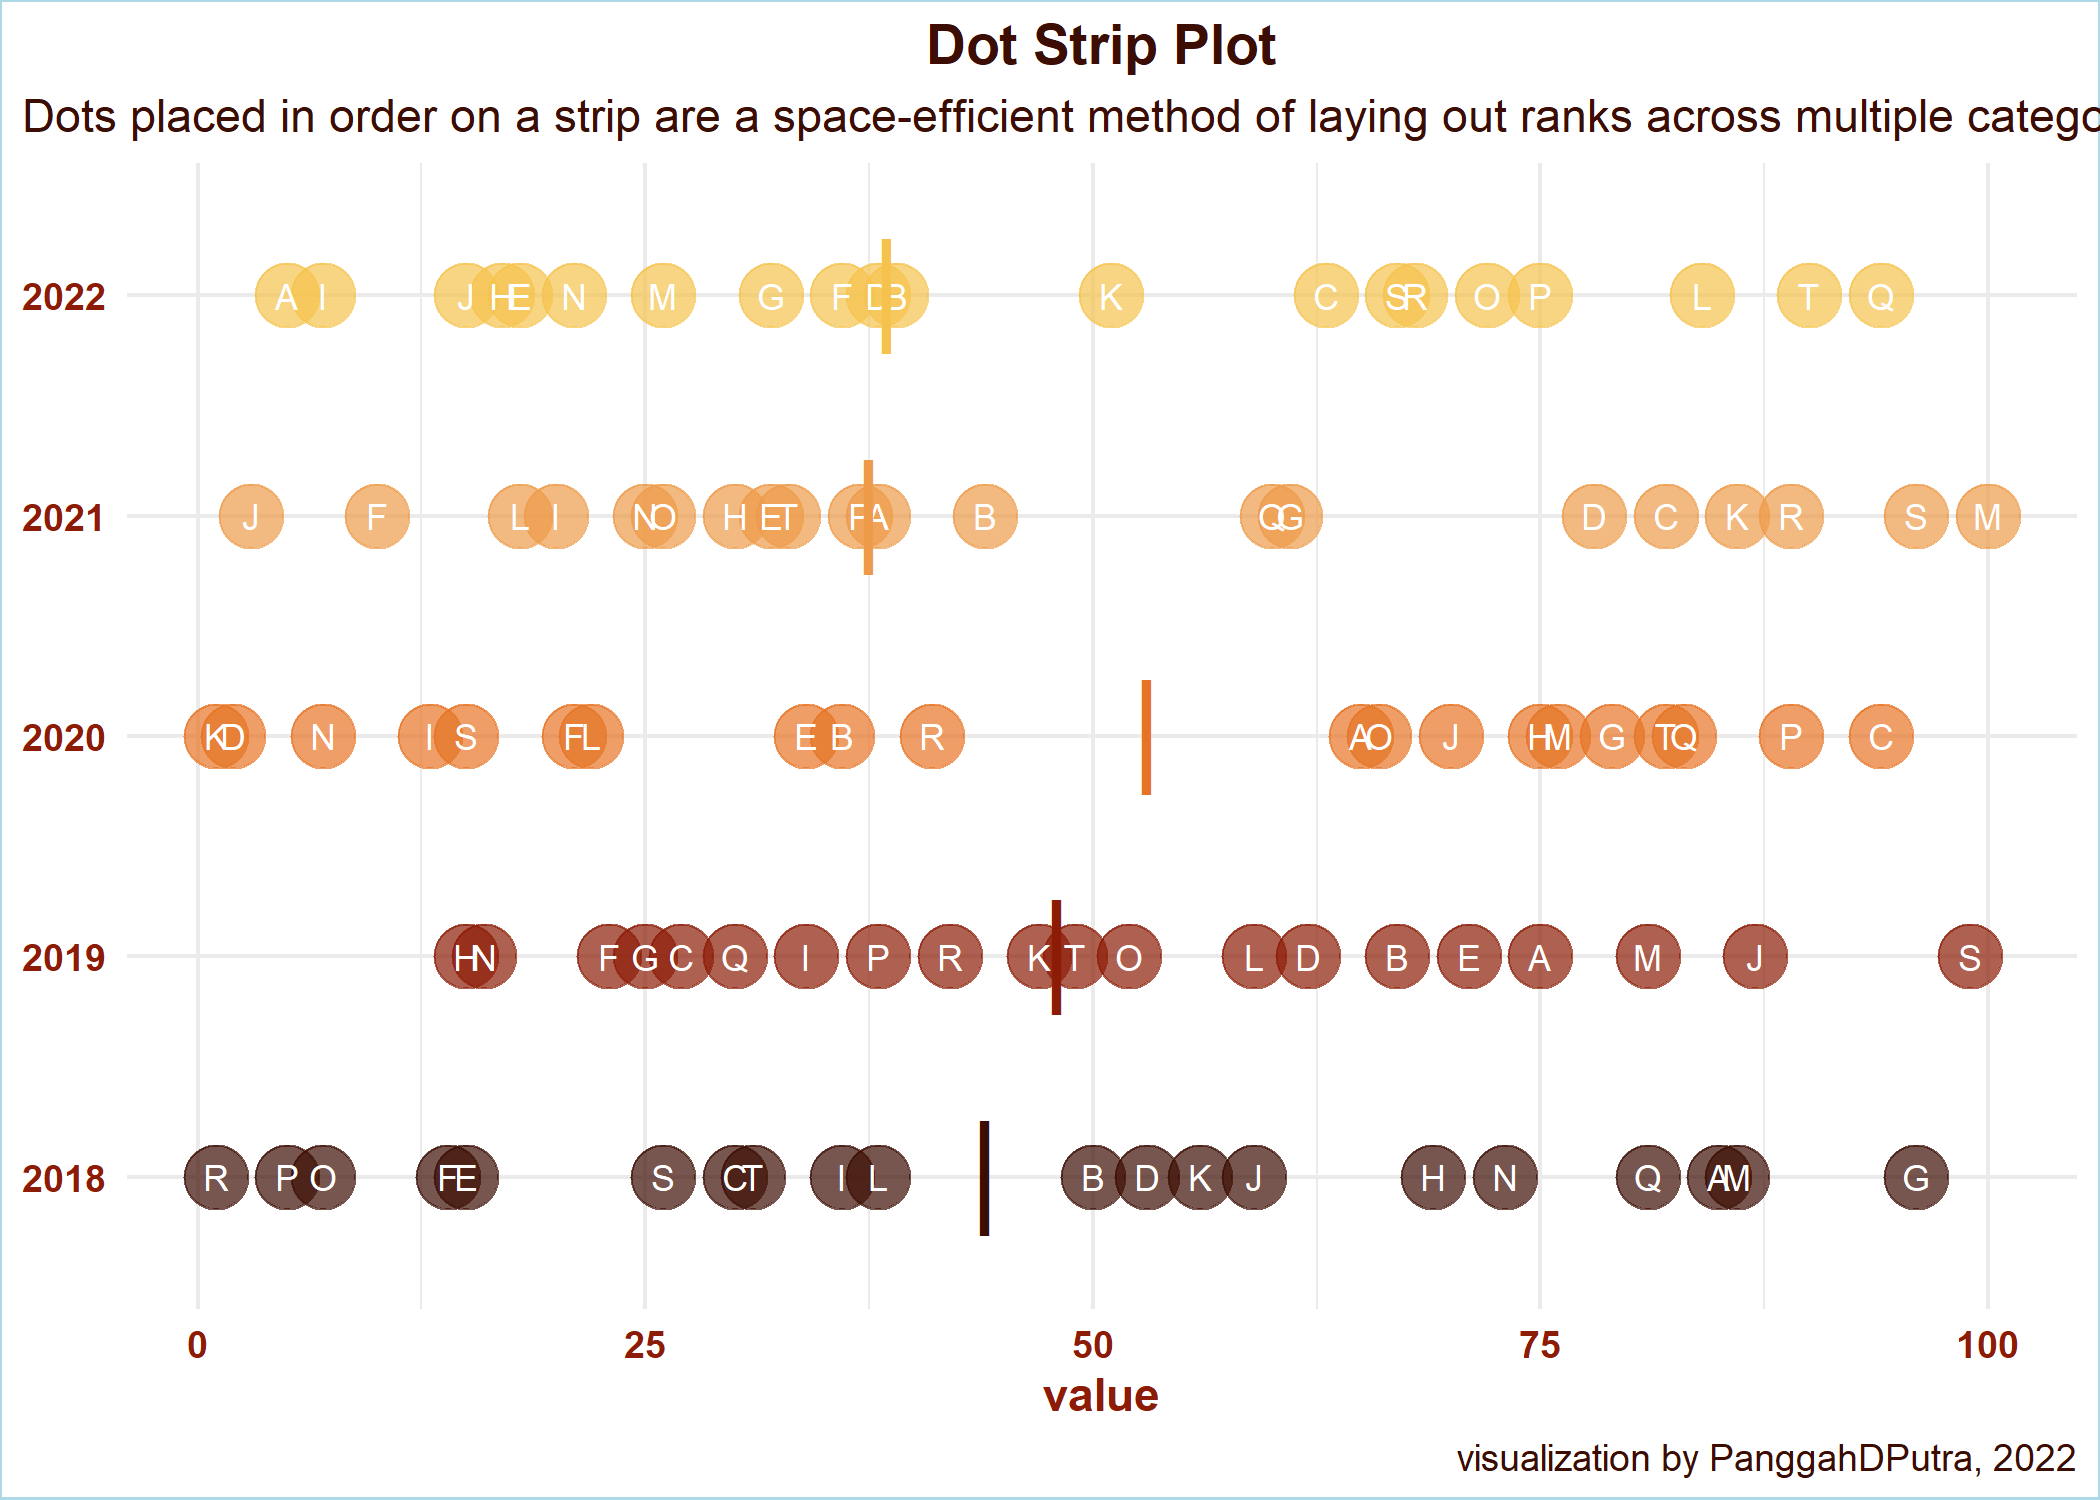 Dot Strip Plot
Dots placed in order on a strip are a space-efficient method of laying out ranks across multiple catego
2022 A I J H E N M G F D B K C S R O P L T Q
2021 J F L I N O H E T P A B Q G D C K R S M
2020 K D N I S F L E B R A O J H M G T Q P C
2019 H N F G C Q I P R K T O L D B E A M J S
2018 R P O F E S C T I L B D K J H N Q A M G
0 25 50 75 100
value
visualization by PanggahDPutra, 2022